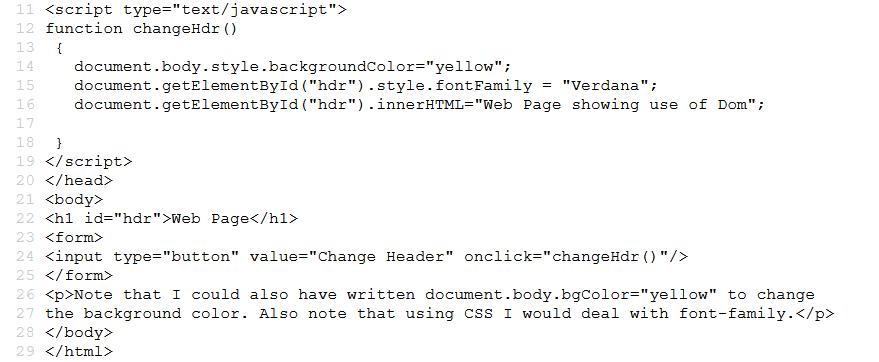 11 <script type="text/javascript">
12 function changeHdr()
13  {
14    document.body.style.backgroundColor="yellow";
15    document.getElementById("hdr").style.fontFamily = "Verdana";
16    document.getElementById("hdr").innerHTML="Web Page showing use of Dom";
17
18  }
19 </script>
20 </head>
21 <body>
22 <h1 id="hdr">Web Page</h1>
23 <form>
24 <input type="button" value="Change Header" onclick="changeHdr()"/>
25 </form>
26 <p>Note that I could also have written document.body.bgColor="yellow" to change
27 the background color. Also note that using CSS I would deal with font-family.</p>
28 </body>
29 </html>